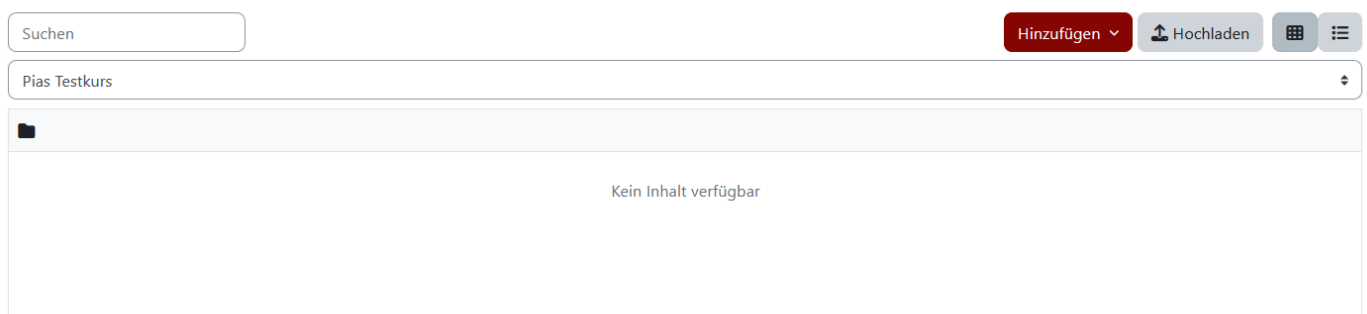 Suchen
Hinzufügen
Hochladen
Pias Testkurs
Kein Inhalt verfügbar